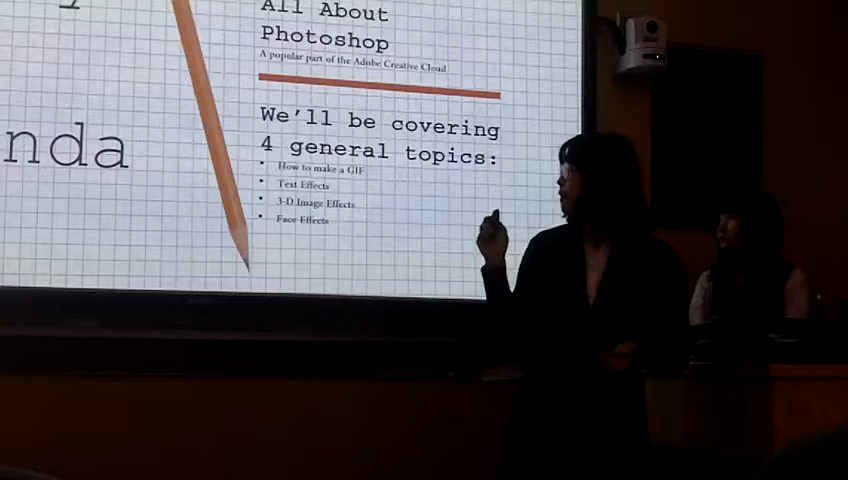 nda
All About
Photoshop
A popular part of the Adobe Creative Cloud
We'll be covering
4 general topics:
• How to make a GIF
• Text Effects
• 3-D Image Effects
• Face Effects